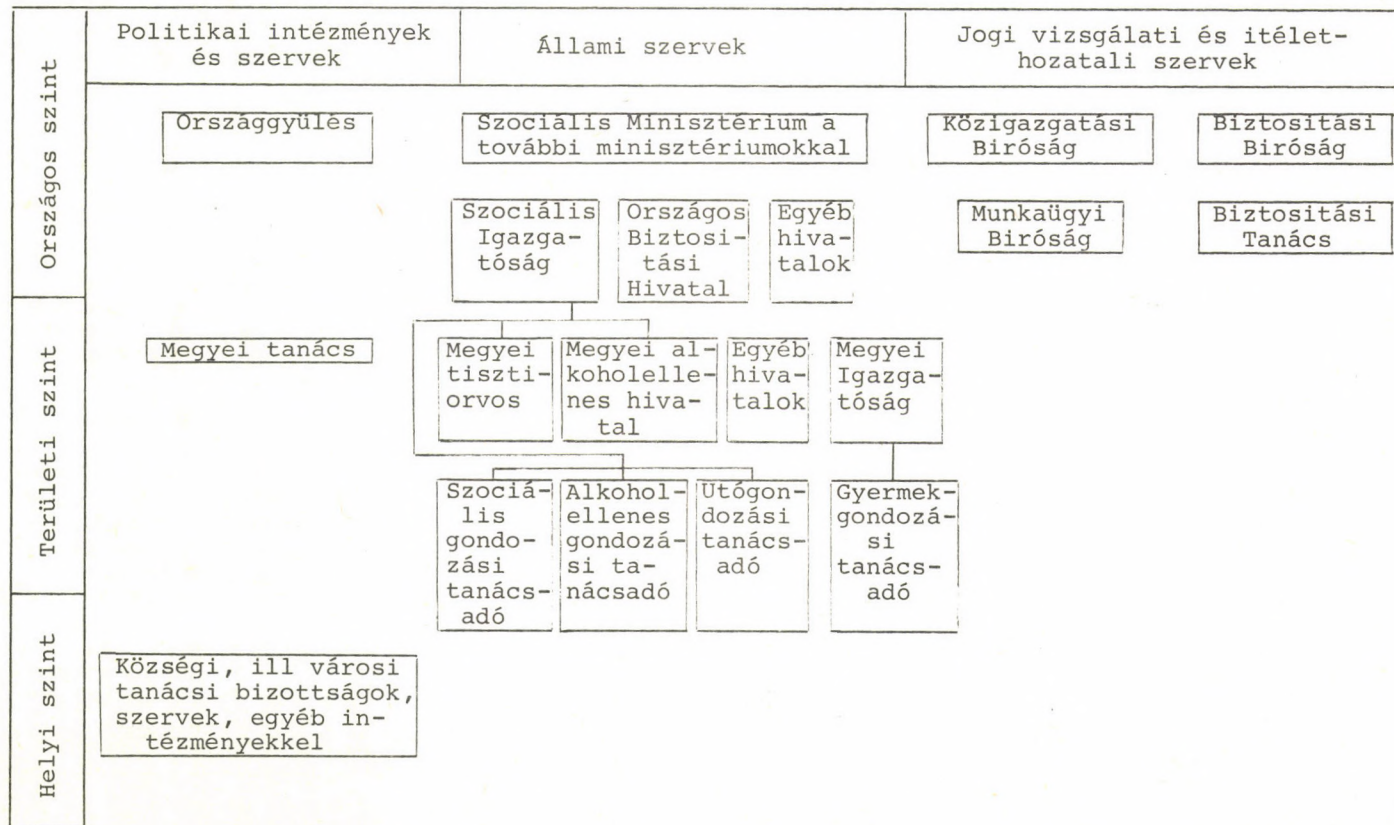 Politikai intézmények
és szervek
Állami szervek
Jogi vizsgálati és itélet-
hozatali szervek
Országos szint
Országgyülés
Szociális Minisztérium a
további minisztériumokkal
Közigazgatási
Biróság
Biztositási
Biróság
Szociális
Igazga-
tóság
Országos
Biztosi-
tási
Hivatal
Egyéb
hiva-
talok
Munkaügyi
Biróság
Biztositási
Tanács
Területi szint
Megyei tanács
Megyei
tiszti-
orvos
Megyei al-
koholelle-
nes hiva-
tal
Egyéb
hiva-
talok
Megyei
Igazga-
tóság
Szociá-
lis
gondo-
zási
tanács-
adó
Alkohol-
ellenes
gondozá-
si ta-
nácsadó
Utógon-
dozási
tanács-
adó
Gyermek-
gondozá-
si
tanács-
adó
Helyi szint
Községi, ill városi
tanácsi bizottságok,
szervek, egyéb in-
tézményekkel